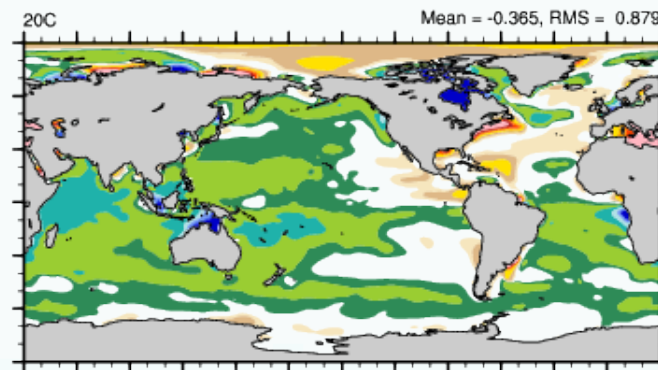 20C
Mean = -0.365, RMS = 0.879